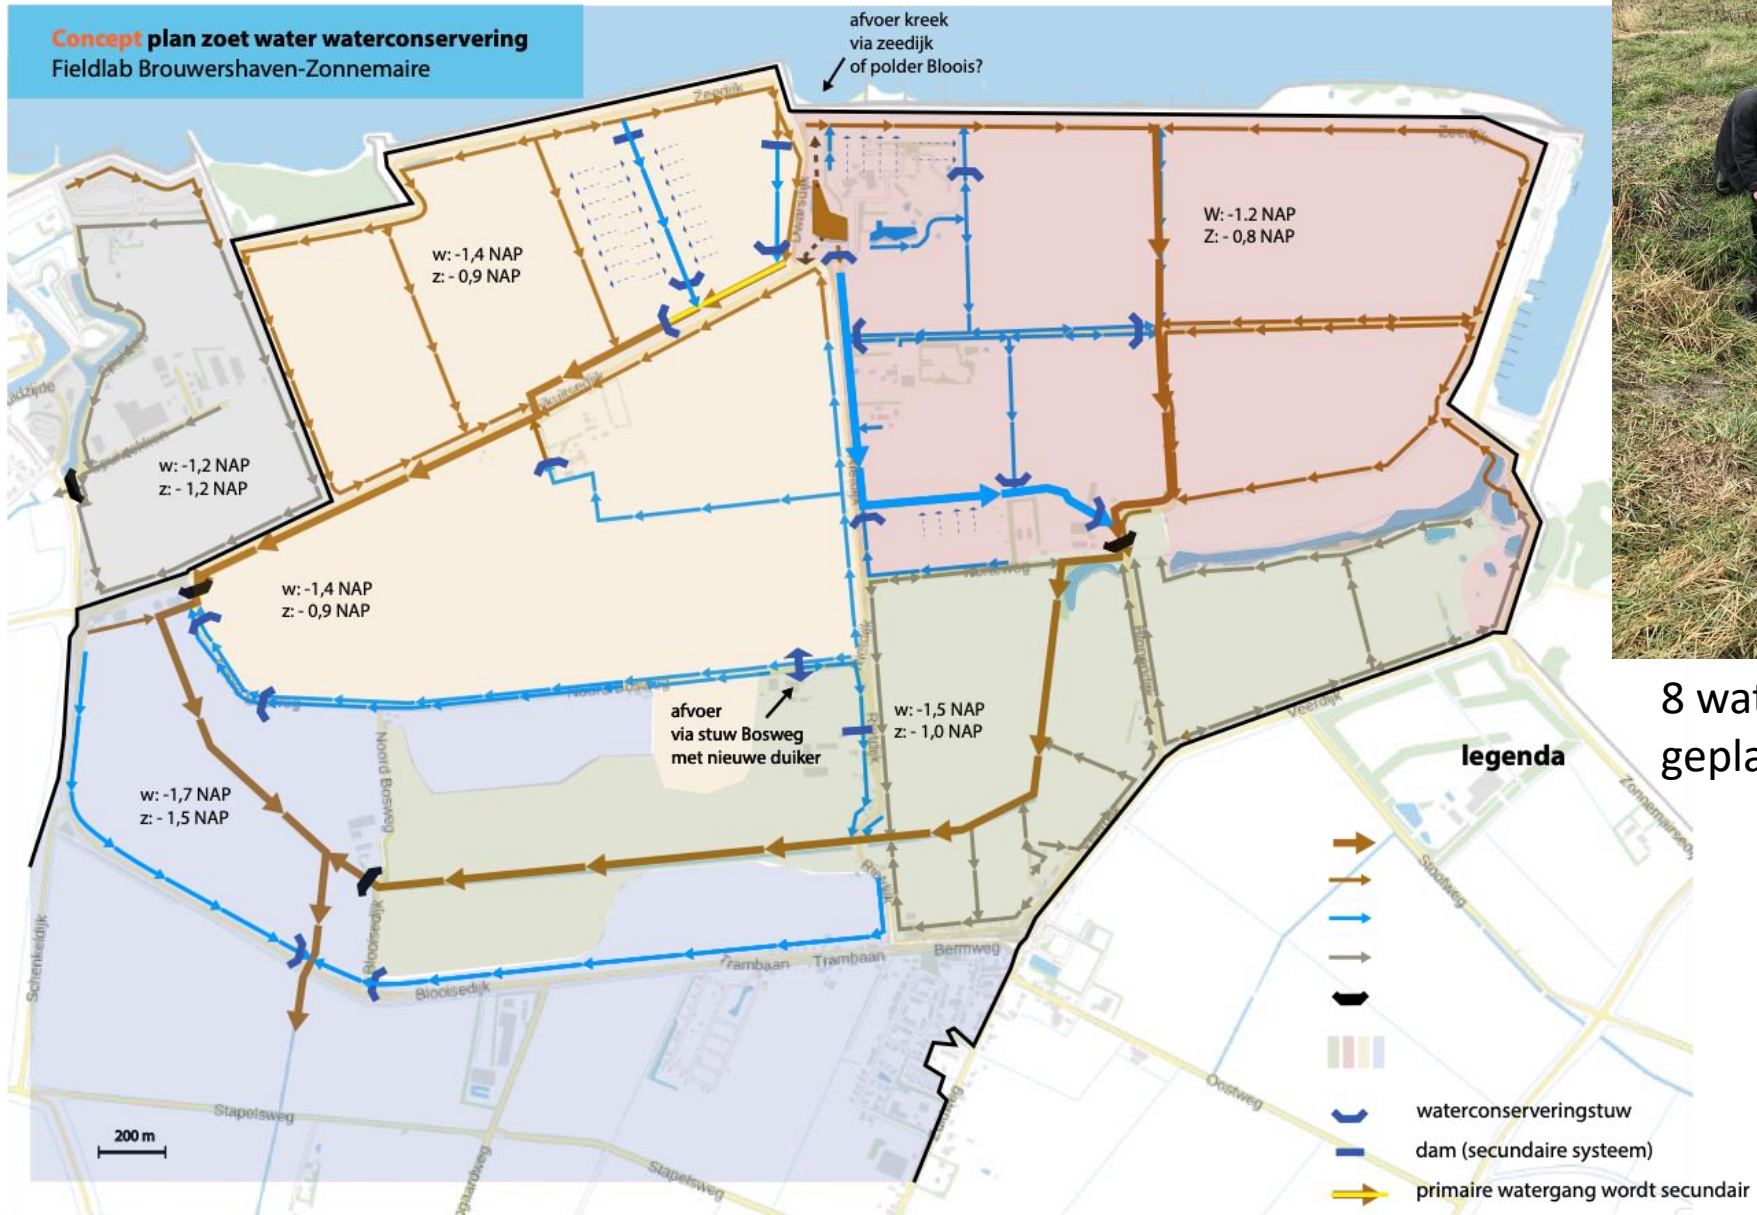 Concept plan zoet water waterconservering
Fieldlab Brouwershaven-Zonnemaire
afvoer kreek
via zeedijk
of polder Bloois?
Zeedijk
Zeedijk
W: -1.2 NAP
Z: - 0,8 NAP
w: -1,4 NAP
z: - 0,9 NAP
w: -1,2 NAP
z: - 1,2 NAP
w: -1,4 NAP
z: - 0,9 NAP
Noord Bosweg
afvoer
via stuw Bosweg
met nieuwe duiker
w: -1,5 NAP
z: - 1,0 NAP
Veerdijk
8 wat
gepla
legenda
w: -1,7 NAP
z: - 1,5 NAP
Rietdijk
Slootweg
Blooisedijk
Schenkeldijk
Trambaan
Trambaan
Bermweg
Blooisedijk
Oostweg
Stapelsweg
200 m
Stapelsweg
waterconserveringstuw
dam (secundaire systeem)
primaire watergang wordt secundair